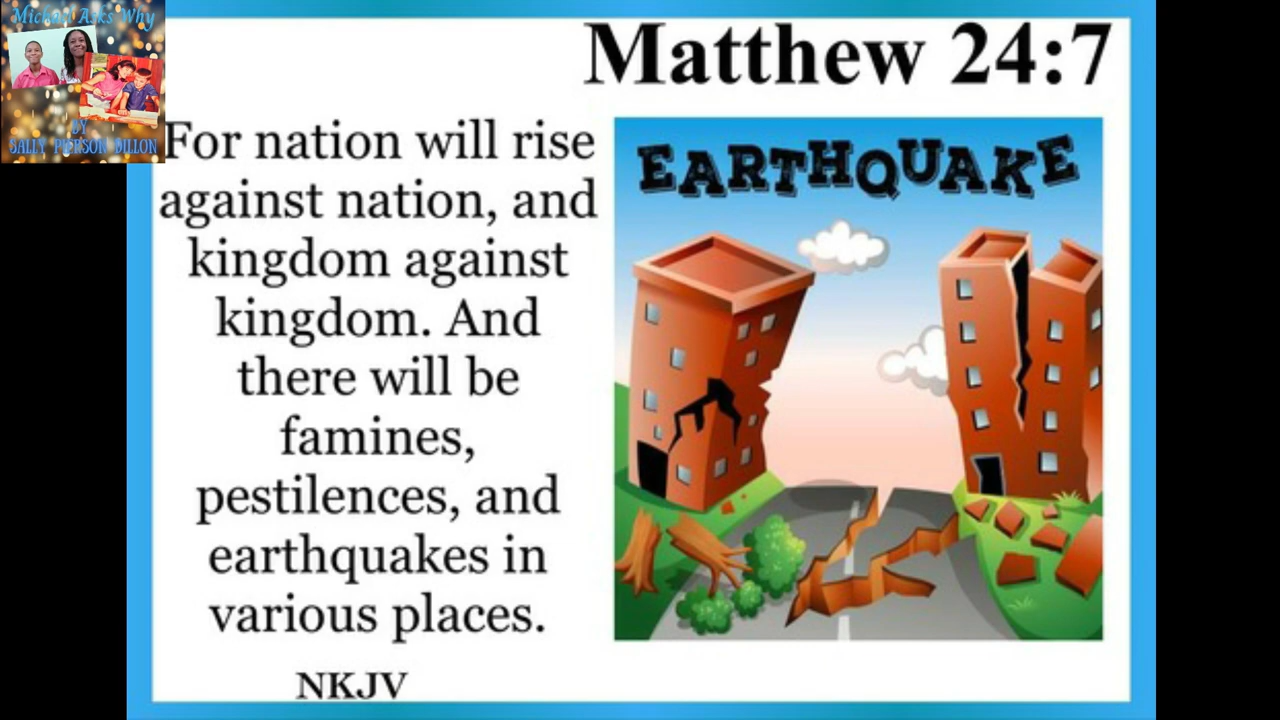 Michael Asks Why
BY
SALLY PIERSON DILLON
Matthew 24:7
For nation will rise
against nation, and
kingdom against
kingdom. And
there will be
famines,
pestilences, and
earthquakes in
various places.
NKJV
EARTHQUAKE